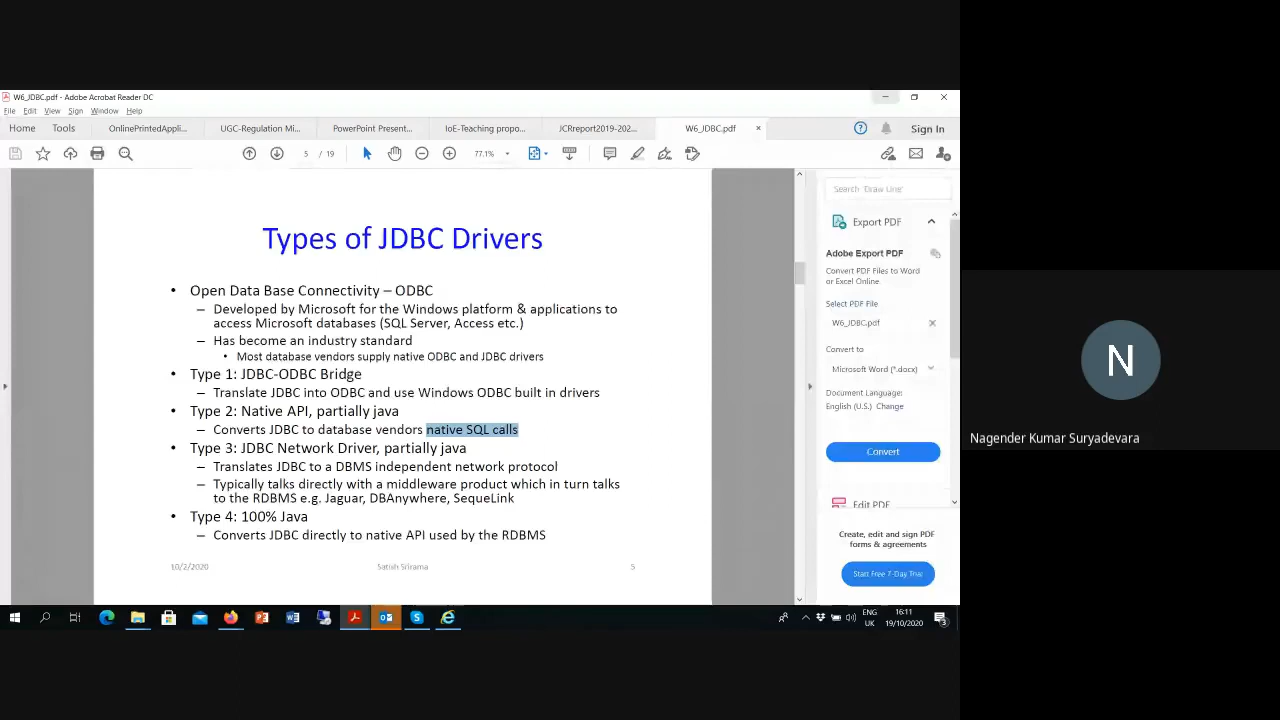 W6_JDBC.pdf - Adobe Acrobat Reader DC
File Edit View Sign Window Help
Home Tools OnlinePrintedAppli... UGC-Regulation Mi... PowerPoint Present... IoE-Teaching propo... JCRreport2019-202... W6_JDBC.pdf × Sign In
5 / 19 77.1%
Types of JDBC Drivers
• Open Data Base Connectivity – ODBC
– Developed by Microsoft for the Windows platform & applications to
access Microsoft databases (SQL Server, Access etc.)
– Has become an industry standard
• Most database vendors supply native ODBC and JDBC drivers
• Type 1: JDBC-ODBC Bridge
– Translate JDBC into ODBC and use Windows ODBC built in drivers
• Type 2: Native API, partially java
– Converts JDBC to database vendors native SQL calls
• Type 3: JDBC Network Driver, partially java
– Translates JDBC to a DBMS independent network protocol
– Typically talks directly with a middleware product which in turn talks
to the RDBMS e.g. Jaguar, DBAnywhere, SequeLink
• Type 4: 100% Java
– Converts JDBC directly to native API used by the RDBMS
10/2/2020 Satish Srirama 5
Search 'Draw Line'
Export PDF
Adobe Export PDF
Convert PDF Files to Word
or Excel Online.
Select PDF File
W6_JDBC.pdf
Convert to
Microsoft Word (*.docx)
Document Language:
English (U.S.) Change
Convert
Edit PDF
Create, edit and sign PDF
forms & agreements
Start Free 7-Day Trial
ENG
UK
16:11
19/10/2020
3
N
Nagender Kumar Suryadevara